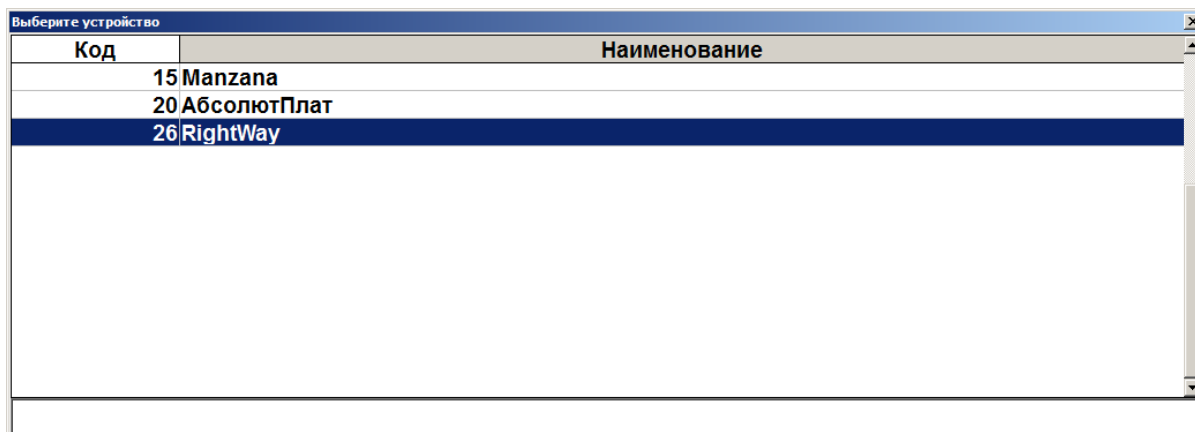 Выберите устройство
Код Наименование
15 Manzana
20 АбсолютПлат
26 RightWay